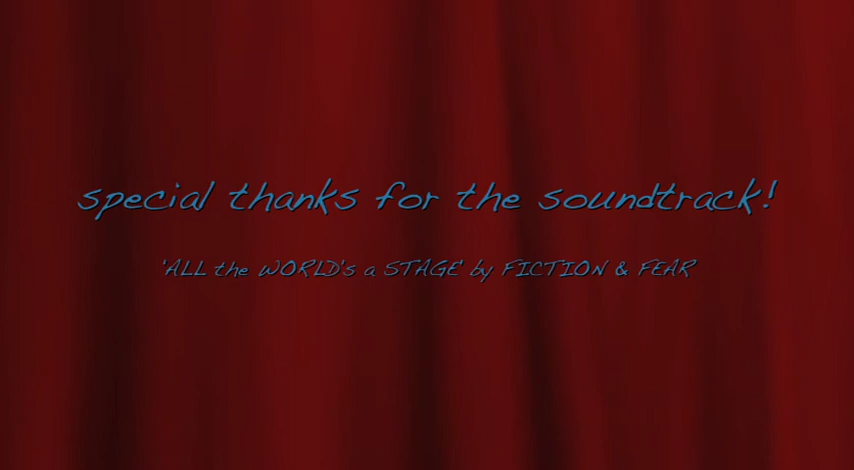 special thanks for the soundtrack!
'ALL the WORLD's a STAGE' by FICTION & FEAR